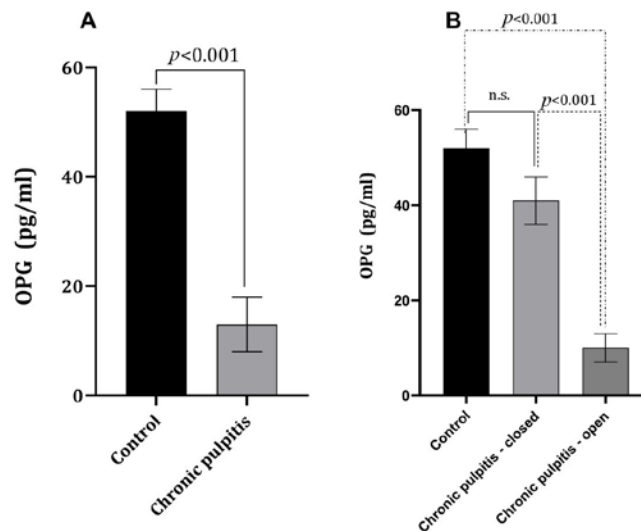 A
p<0.001
60
40
20
0
OPG (pg/ml)
Control
Chronic pulpitis
B
p<0.001
n.s.
p<0.001
60
40
20
0
OPG (pg/ml)
Control
Chronic pulpitis - closed
Chronic pulpitis - open